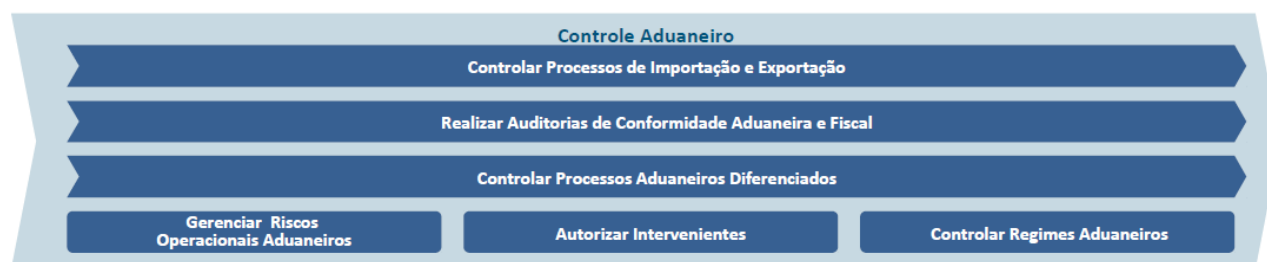 Controle Aduaneiro
Controlar Processos de Importação e Exportação
Realizar Auditorias de Conformidade Aduaneira e Fiscal
Controlar Processos Aduaneiros Diferenciados
Gerenciar Riscos
Operacionais Aduaneiros
Autorizar Intervenientes
Controlar Regimes Aduaneiros